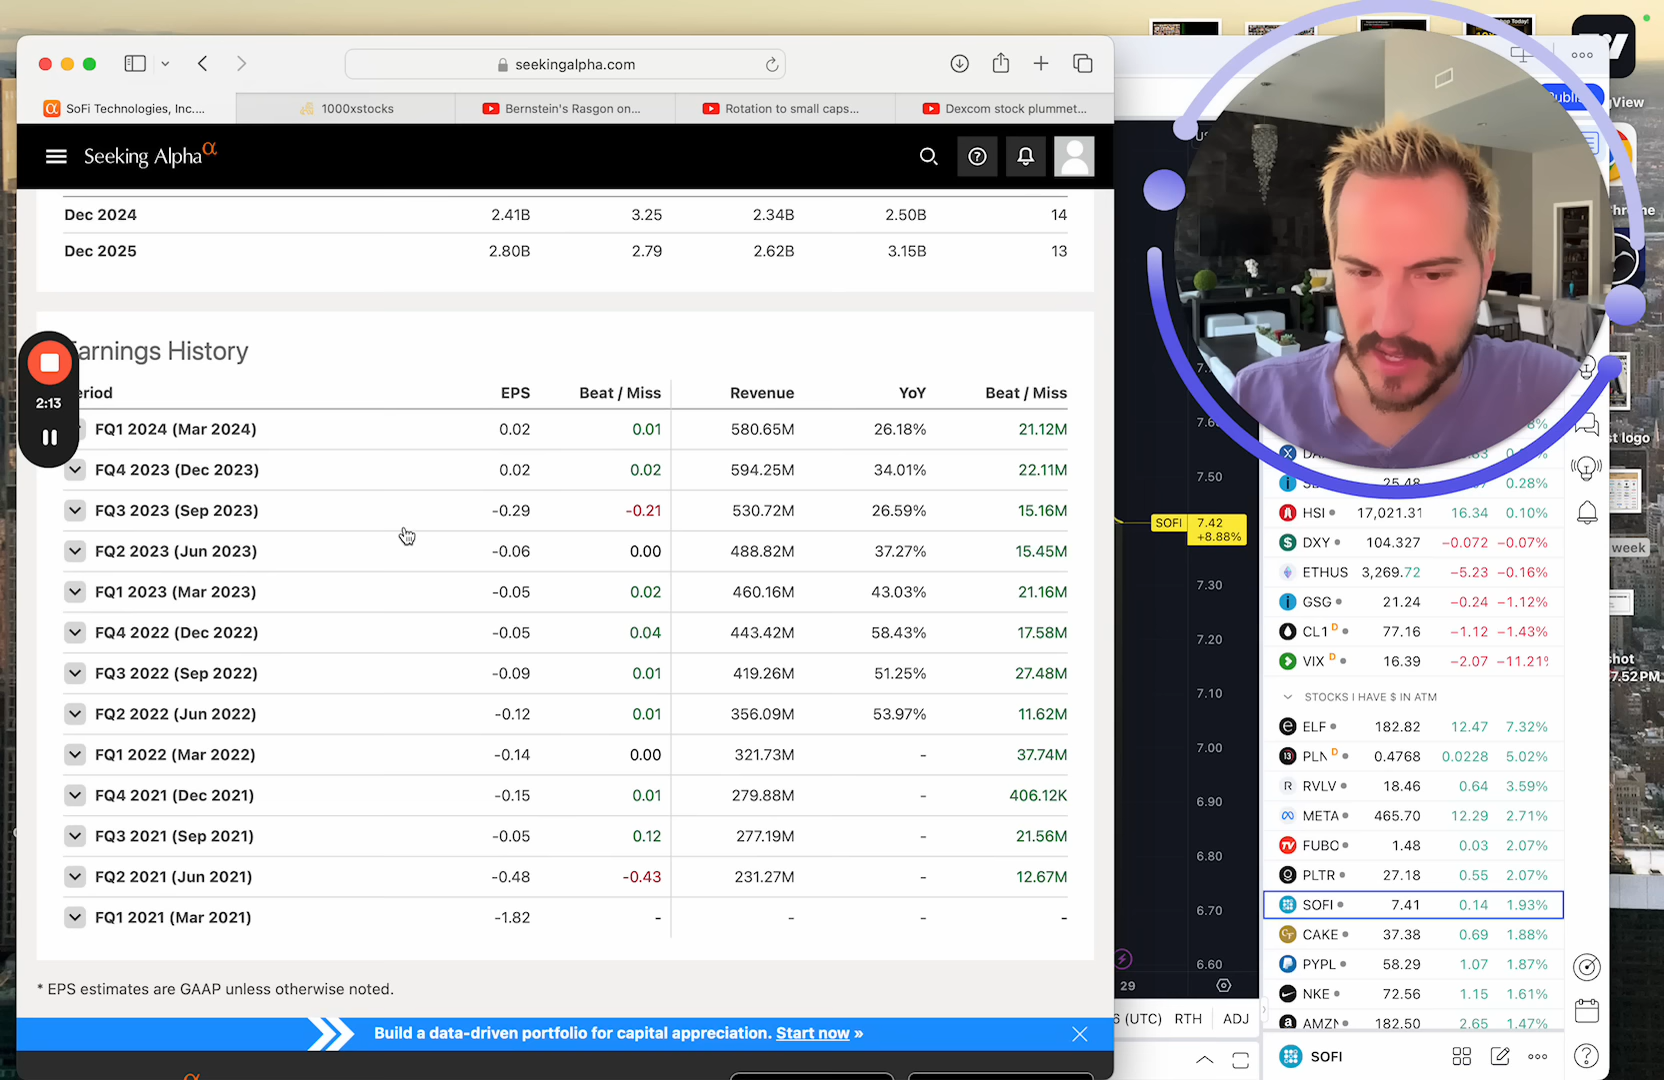 seekingalpha.com
SoFi Technologies, Inc....
1000xstocks
Bernstein's Rasgon on...
Rotation to small caps...
Dexcom stock plummet...
Seeking Alphaα
Dec 2024 2.41B 3.25 2.34B 2.50B 14
Dec 2025 2.80B 2.79 2.62B 3.15B 13
Earnings History
Period EPS Beat / Miss Revenue YoY Beat / Miss
FQ1 2024 (Mar 2024) 0.02 0.01 580.65M 26.18% 21.12M
FQ4 2023 (Dec 2023) 0.02 0.02 594.25M 34.01% 22.11M
FQ3 2023 (Sep 2023) -0.29 -0.21 530.72M 26.59% 15.16M
FQ2 2023 (Jun 2023) -0.06 0.00 488.82M 37.27% 15.45M
FQ1 2023 (Mar 2023) -0.05 0.02 460.16M 43.03% 21.16M
FQ4 2022 (Dec 2022) -0.05 0.04 443.42M 58.43% 17.58M
FQ3 2022 (Sep 2022) -0.09 0.01 419.26M 51.25% 27.48M
FQ2 2022 (Jun 2022) -0.12 0.01 356.09M 53.97% 11.62M
FQ1 2022 (Mar 2022) -0.14 0.00 321.73M - 37.74M
FQ4 2021 (Dec 2021) -0.15 0.01 279.88M - 406.12K
FQ3 2021 (Sep 2021) -0.05 0.12 277.19M 21.56M
FQ2 2021 (Jun 2021) -0.48 -0.43 231.27M - 12.67M
FQ1 2021 (Mar 2021) -1.82 - - - -
* EPS estimates are GAAP unless otherwise noted.
Build a data-driven portfolio for capital appreciation. Start now »
2:13
7.50
SOFI 7.42
+8.88%
7.30
7.20
7.10
7.00
6.90
6.80
6.70
6.60
29
(UTC) RTH ADJ
25.48 0.28%
HSI 17,021.31 16.34 0.10%
DXY 104.327 −0.072 −0.07%
ETHUS 3,269.72 −5.23 −0.16%
GSG 21.24 −0.24 −1.12%
CL1 D 77.16 −1.12 −1.43%
VIX D 16.39 −2.07 −11.21%
STOCKS I HAVE $ IN ATM
ELF 182.82 12.47 7.32%
PLN D 0.4768 0.0228 5.02%
RVLV 18.46 0.64 3.59%
META 465.70 12.29 2.71%
FUBO 1.48 0.03 2.07%
PLTR 27.18 0.55 2.07%
SOFI 7.41 0.14 1.93%
CAKE 37.38 0.69 1.88%
PYPL 58.29 1.07 1.87%
NKE 72.56 1.15 1.61%
AMZN 182.50 2.65 1.47%
SOFI
week
7.52 PM